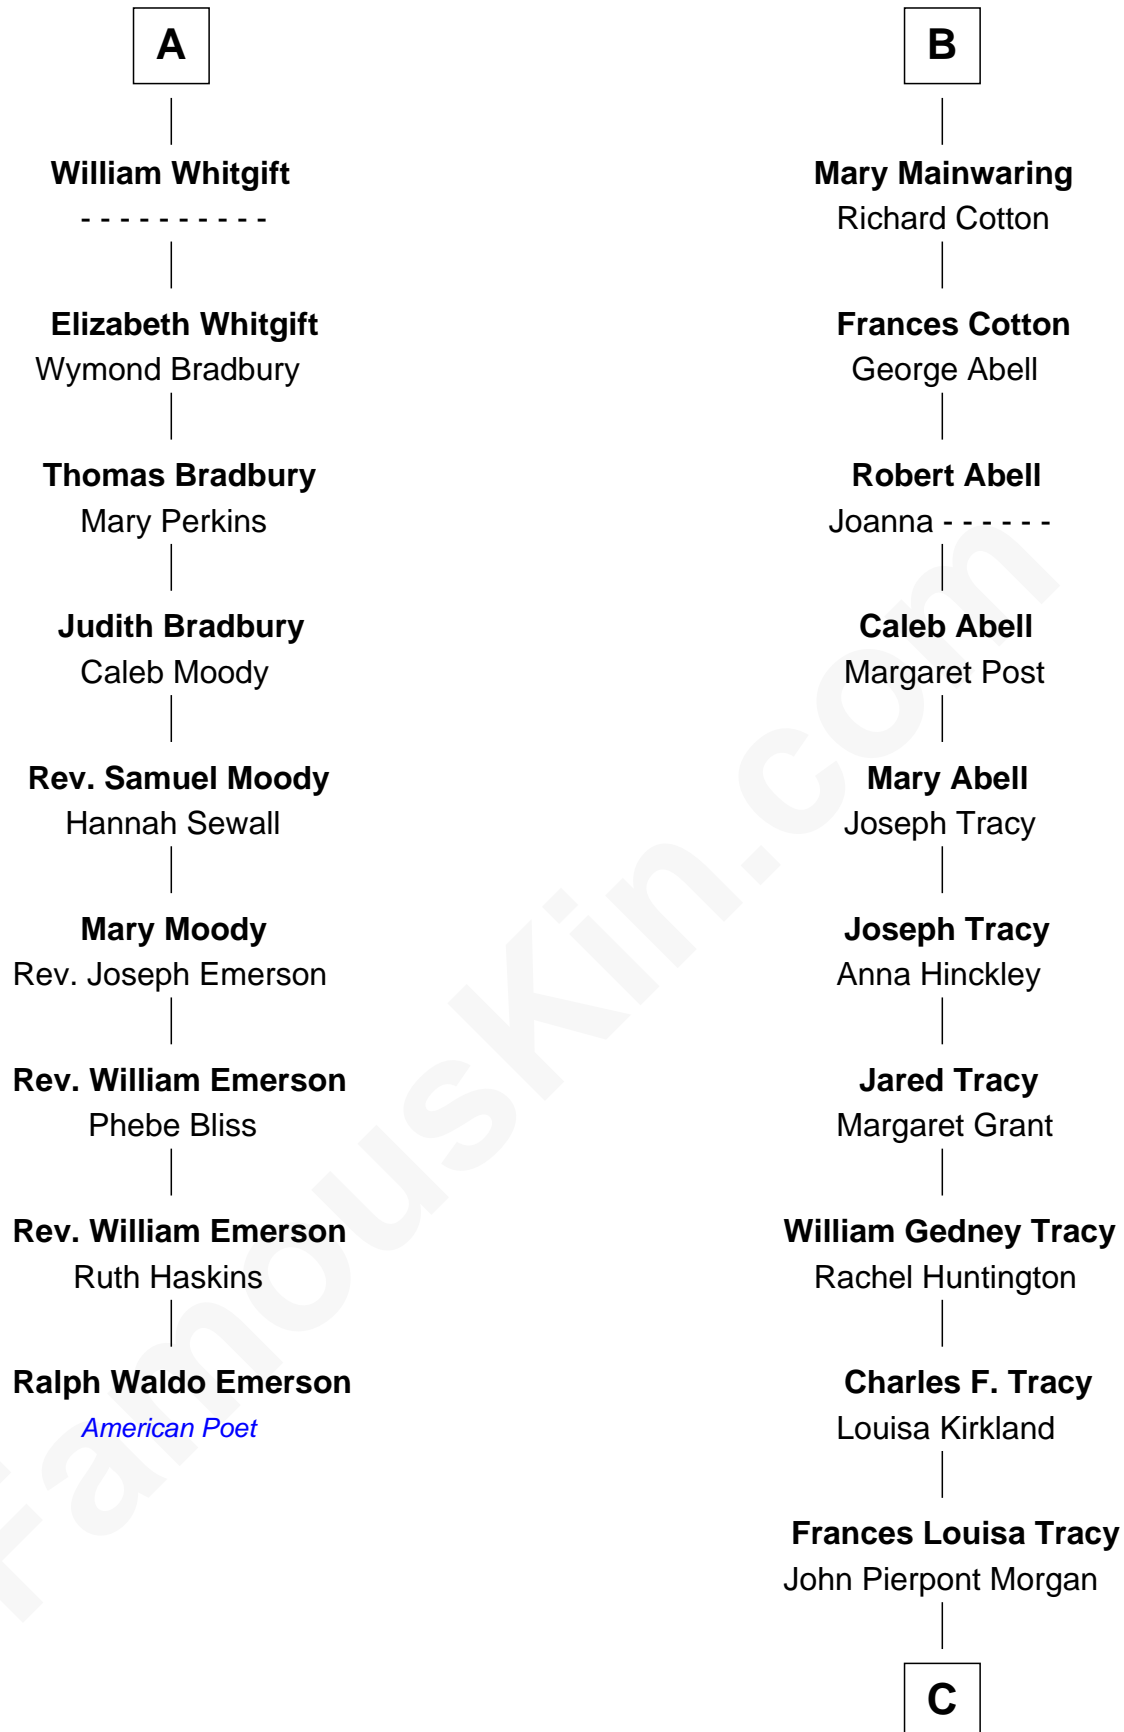 A
William Whitgift
- - - - - - - - - -
Elizabeth Whitgift
Wymond Bradbury
Thomas Bradbury
Mary Perkins
Judith Bradbury
Caleb Moody
Rev. Samuel Moody
Hannah Sewall
Mary Moody
Rev. Joseph Emerson
Rev. William Emerson
Phebe Bliss
Rev. William Emerson
Ruth Haskins
Ralph Waldo Emerson
American Poet
B
Mary Mainwaring
Richard Cotton
Frances Cotton
George Abell
Robert Abell
Joanna - - - - - -
Caleb Abell
Margaret Post
Mary Abell
Joseph Tracy
Joseph Tracy
Anna Hinckley
Jared Tracy
Margaret Grant
William Gedney Tracy
Rachel Huntington
Charles F. Tracy
Louisa Kirkland
Frances Louisa Tracy
John Pierpont Morgan
C
FamousKin.com